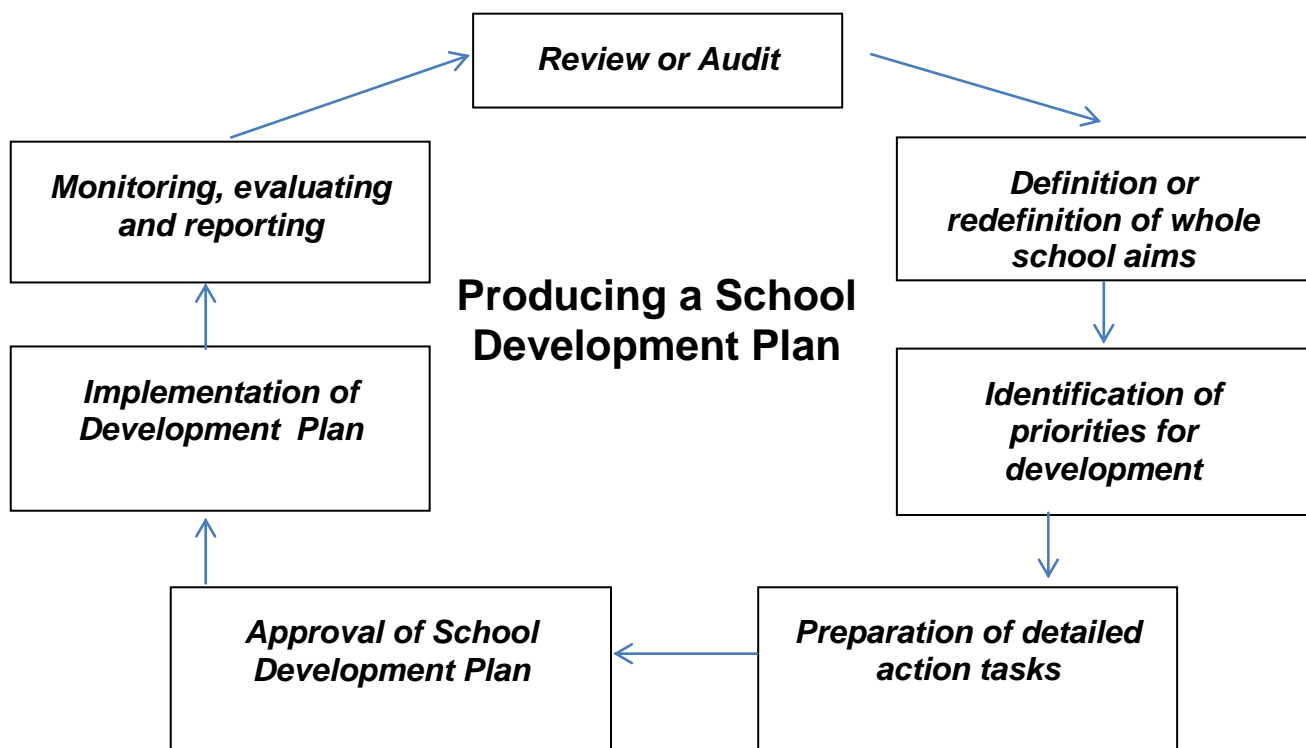 Review or Audit
Monitoring, evaluating
and reporting
Definition or
redefinition of whole
school aims
Producing a School
Development Plan
Implementation of
Development  Plan
Identification of
priorities for
development
Approval of School
Development Plan
Preparation of detailed
action tasks